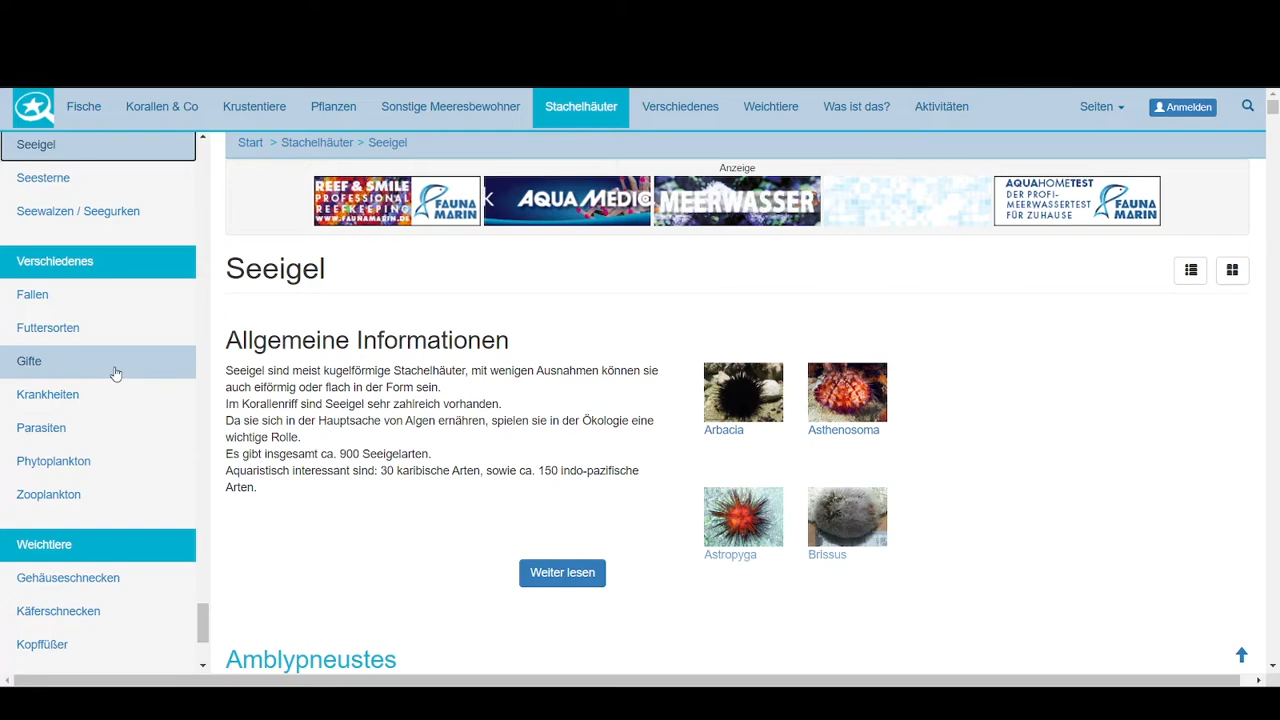 Fische Korallen & Co Krustentiere Pflanzen Sonstige Meeresbewohner Stachelhäuter Verschiedenes Weichtiere Was ist das? Aktivitäten Seiten Anmelden
Seeigel
Seesterne
Seewalzen / Seegurken
Verschiedenes
Fallen
Futtersorten
Gifte
Krankheiten
Parasiten
Phytoplankton
Zooplankton
Weichtiere
Gehäuseschnecken
Käferschnecken
Kopffüßer
Start > Stachelhäuter > Seeigel
Anzeige
REEF & SMILE
PROFESSIONAL
REEFKEEPING
WWW.FAUNAMARIN.DE
FAUNA
MARIN
AQUA MEDIC
MEERWASSER
AQUAHOMETEST
DER PROFI-
MEERWASSERTEST
FÜR ZUHAUSE
FAUNA
MARIN
Seeigel
Allgemeine Informationen
Seeigel sind meist kugelförmige Stachelhäuter, mit wenigen Ausnahmen können sie
auch eiförmig oder flach in der Form sein.
Im Korallenriff sind Seeigel sehr zahlreich vorhanden.
Da sie sich in der Hauptsache von Algen ernähren, spielen sie in der Ökologie eine
wichtige Rolle.
Es gibt insgesamt ca. 900 Seeigelarten.
Aquaristisch interessant sind: 30 karibische Arten, sowie ca. 150 indo-pazifische
Arten.
Weiter lesen
Arbacia Asthenosoma
Astropyga Brissus
Amblypneustes